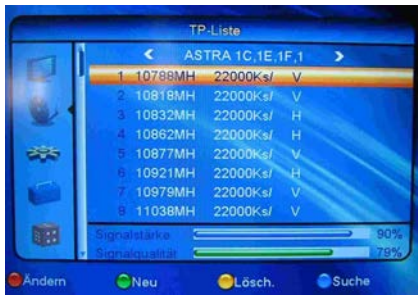 TP-Liste
ASTRA 1C,1E,1F,1
1 10788MH 22000Ks/ V
2 10818MH 22000Ks/ V
3 10832MH 22000Ks/ H
4 10862MH 22000Ks/ H
5 10877MH 22000Ks/ V
6 10921MH 22000Ks/ H
7 10979MH 22000Ks/ V
8 11038MH 22000Ks/ V
Signalstärke 90%
Signalqualität 79%
Ändern Neu Lösch. Suche